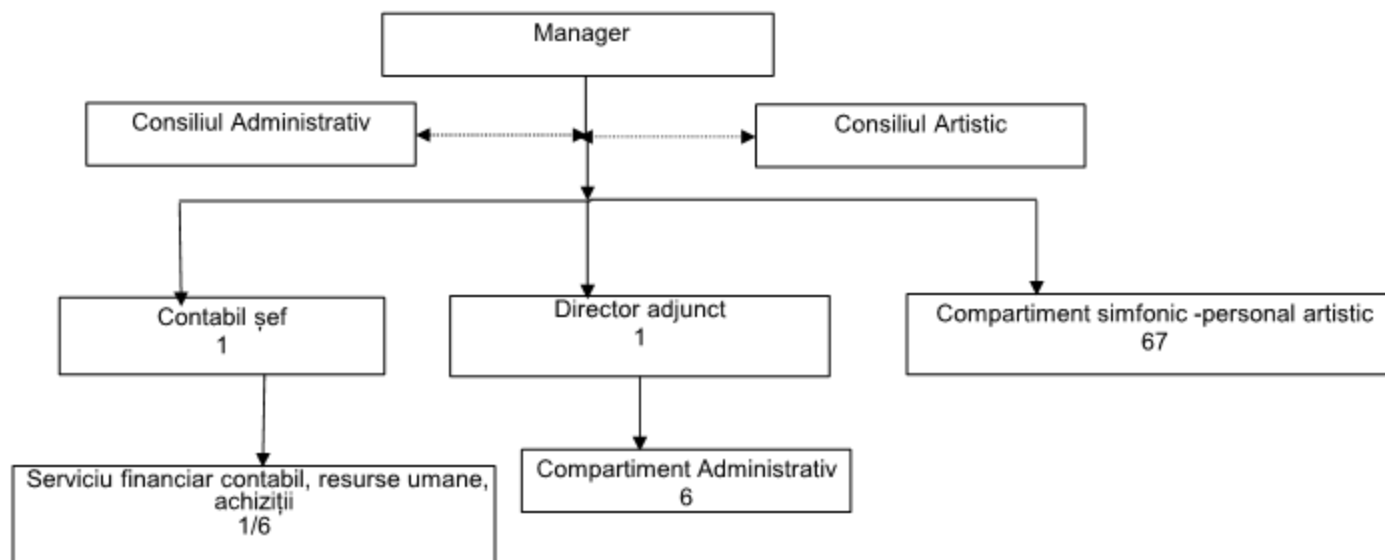 Manager
Consiliul Administrativ
Consiliul Artistic
Contabil șef
1
Director adjunct
1
Compartiment simfonic -personal artistic
67
Serviciu financiar contabil, resurse umane,
achiziții
1/6
Compartiment Administrativ
6